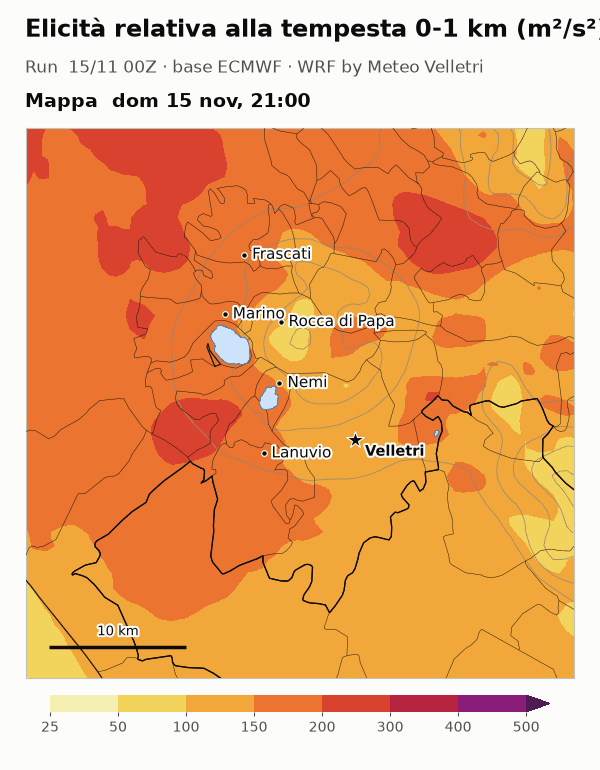 Elicità relativa alla tempesta 0-1 km (m²/s²)
Run 15/11 00Z · base ECMWF · WRF by Meteo Velletri
Mappa dom 15 nov, 21:00
Frascati
Marino
Rocca di Papa
Nemi
Velletri
Lanuvio
10 km
25 50 100 150 200 300 400 500